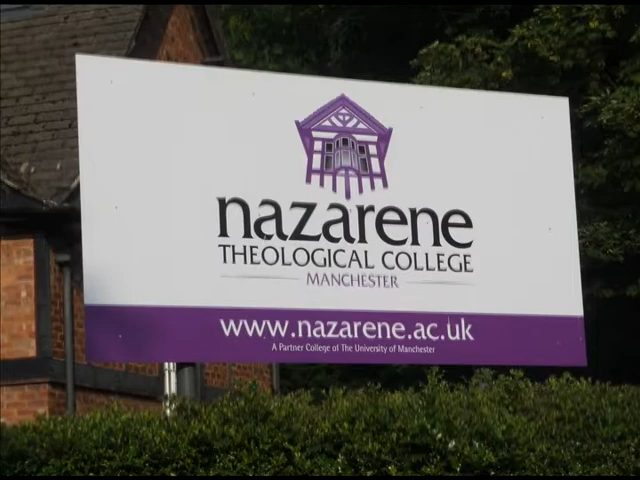 nazarene
THEOLOGICAL COLLEGE
MANCHESTER
www.nazarene.ac.uk
A Partner College of The University of Manchester